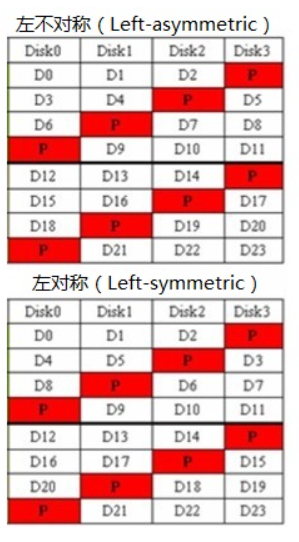 左不对称（Left-asymmetric）
Disk0 Disk1 Disk2 Disk3
D0 D1 D2 P
D3 D4 P D5
D6 P D7 D8
P D9 D10 D11
D12 D13 D14 P
D15 D16 P D17
D18 P D19 D20
P D21 D22 D23
左对称（Left-symmetric）
Disk0 Disk1 Disk2 Disk3
D0 D1 D2 P
D4 D5 P D3
D8 P D6 D7
P D9 D10 D11
D12 D13 D14 P
D16 D17 P D15
D20 P D18 D19
P D21 D22 D23